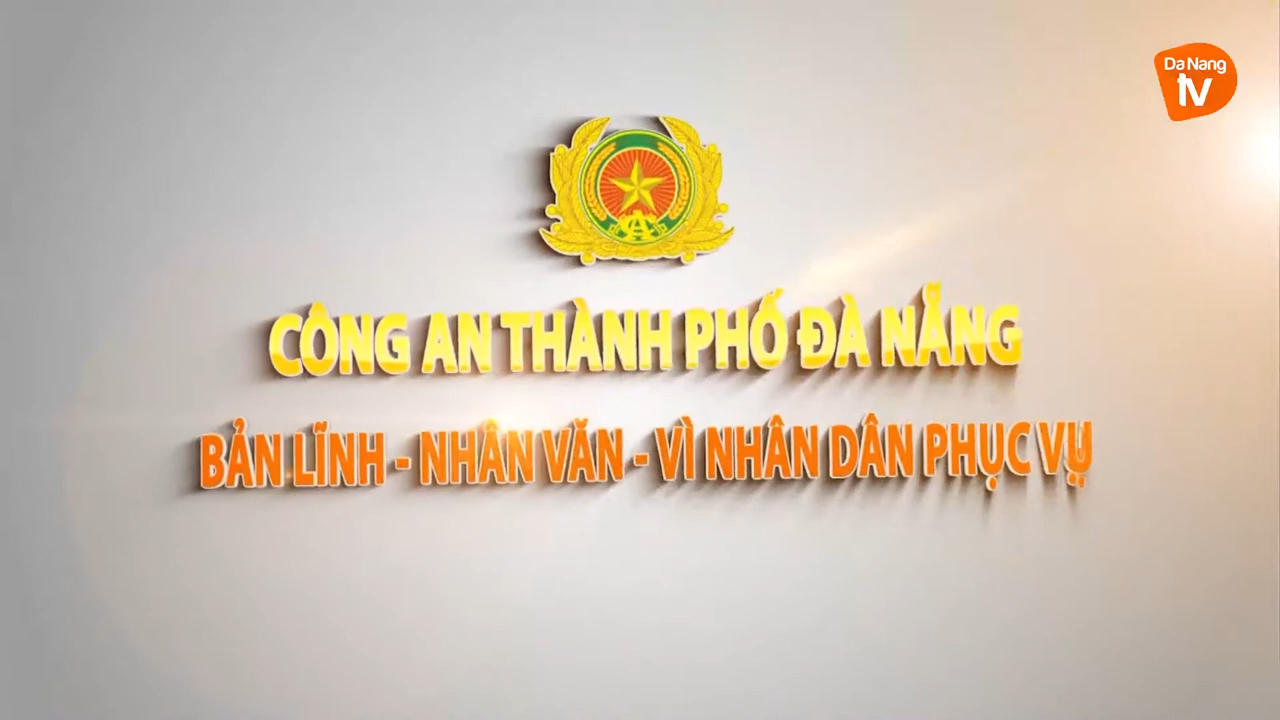 Da Nang
tv
CÔNG AN THÀNH PHỐ ĐÀ NẴNG
BẢN LĨNH - NHÂN VĂN - VÌ NHÂN DÂN PHỤC VỤ